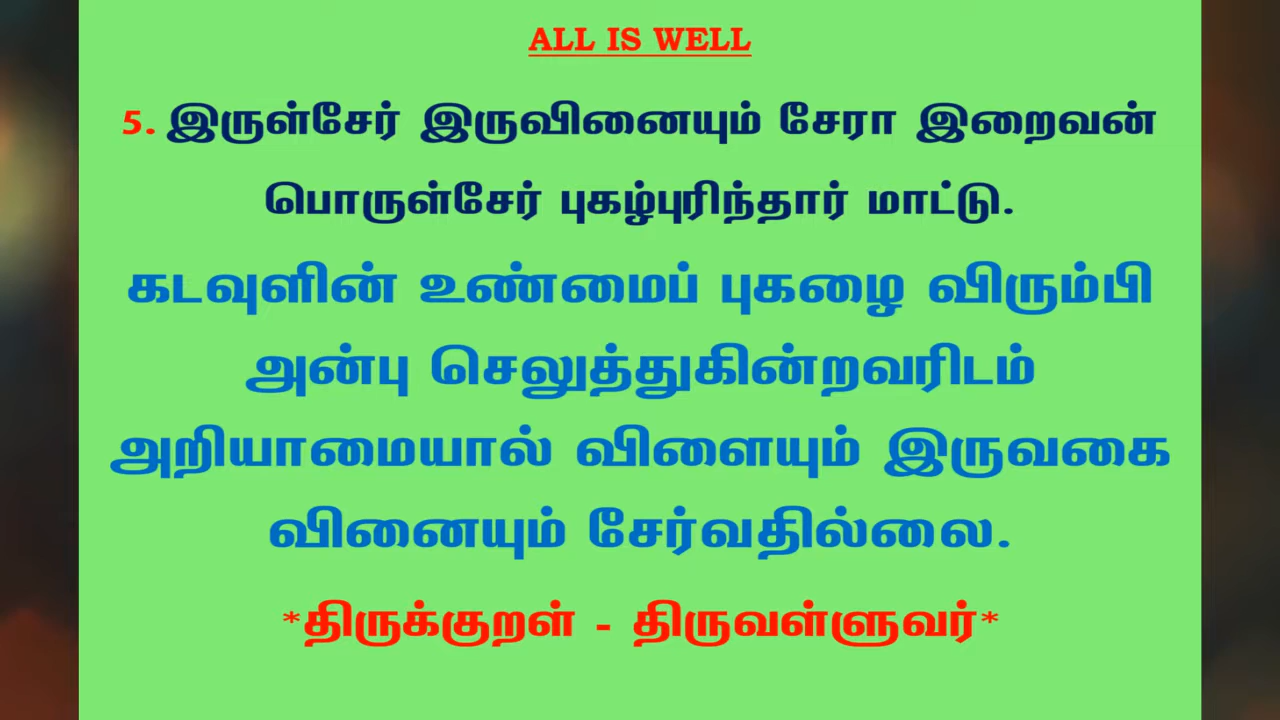 ALL IS WELL
5. இருள்சேர் இருவினையும் சேரா இறைவன்
பொருள்சேர் புகழ்புரிந்தார் மாட்டு.
கடவுளின் உண்மைப் புகழை விரும்பி
அன்பு செலுத்துகின்றவரிடம்
அறியாமையால் விளையும் இருவகை
வினையும் சேர்வதில்லை.
*திருக்குறள் - திருவள்ளுவர்*